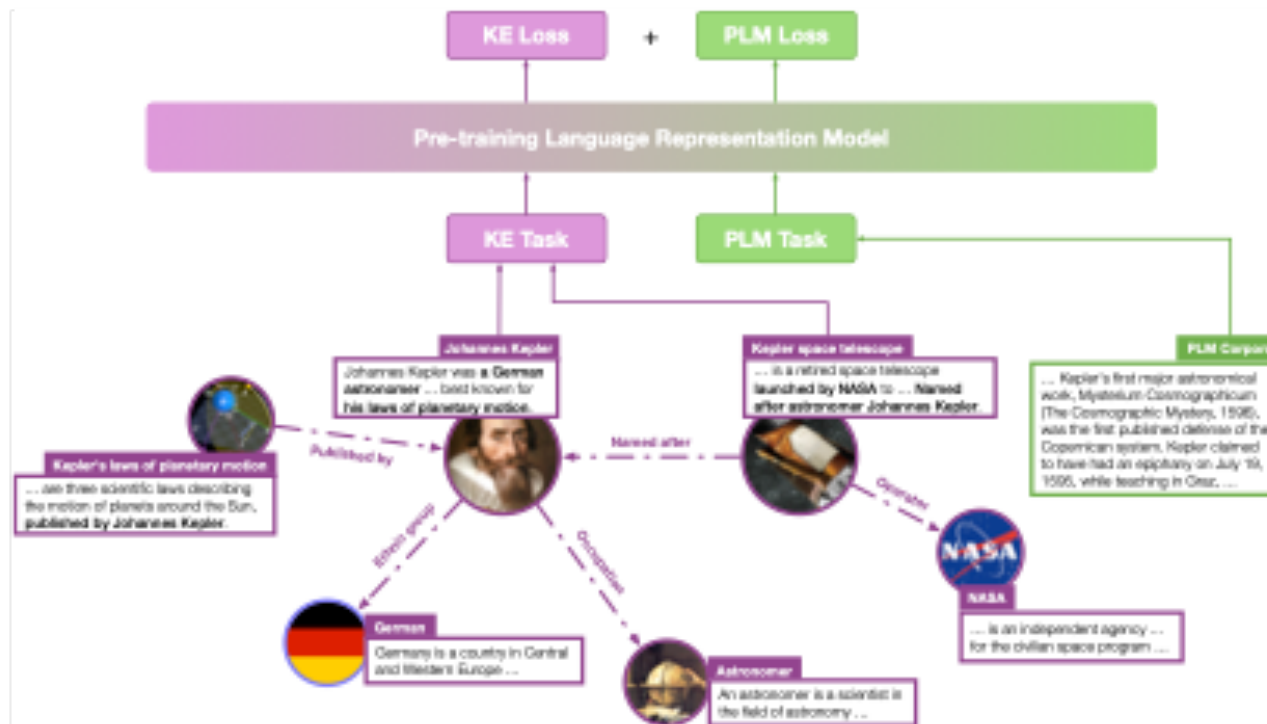 KE Loss
+
PLM Loss
Pre-training Language Representation Model
KE Task
PLM Task
Johannes Kepler
Johannes Kepler was a German
astronomer ... best known for
his laws of planetary motion.
Kepler space telescope
... is a retired space telescope
launched by NASA to ... Named
after astronomer Johannes Kepler.
PLM Corpora
... Kepler's first major astronomical
work, Mysterium Cosmographicum
(The Cosmographic Mystery, 1596),
was the first published defense of the
Copernican system. Kepler claimed
to have had an epiphany on July 19,
1595, while teaching in Graz, ...
Published by
Named after
Kepler's laws of planetary motion
... are three scientific laws describing
the motion of planets around the Sun,
published by Johannes Kepler.
Operator
Ethnic group
Occupation
NASA
NASA
... is an independent agency ...
for the civilian space program ...
German
Germany is a country in Central
and Western Europe ...
Astronomer
An astronomer is a scientist in
the field of astronomy ...